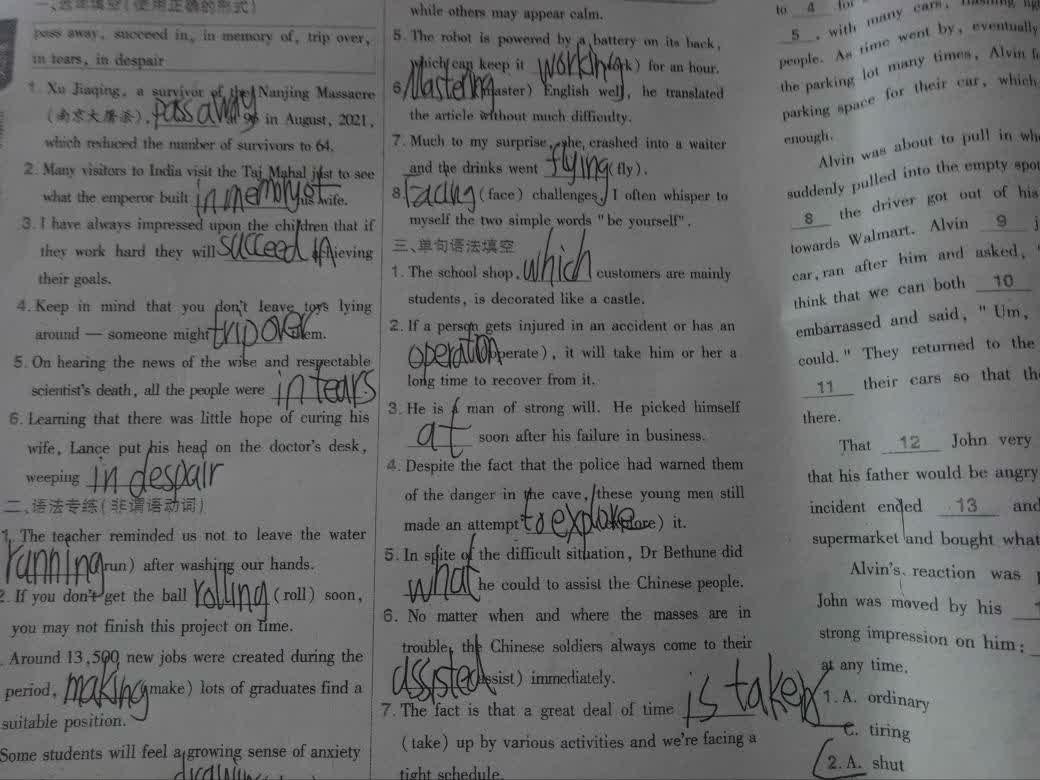 一、选词填空(使用正确的形式)
pass away, succeed in, in memory of, trip over,
in tears, in despair
1. Xu Jiaqing, a survivor of the Nanjing Massacre
(南京大屠杀), pass away at 96 in August, 2021,
which reduced the number of survivors to 64.
2. Many visitors to India visit the Taj Mahal just to see
what the emperor built in memory of his wife.
3. I have always impressed upon the children that if
they work hard they will succeed in achieving
their goals.
4. Keep in mind that you don't leave toys lying
around — someone might trip over them.
5. On hearing the news of the wise and respectable
scientist's death, all the people were in tears
6. Learning that there was little hope of curing his
wife, Lance put his head on the doctor's desk,
weeping in despair
二、语法专练(非谓语动词)
1. The teacher reminded us not to leave the water
running (run) after washing our hands.
2. If you don't get the ball rolling (roll) soon,
you may not finish this project on time.
. Around 13,500 new jobs were created during the
period, making (make) lots of graduates find a
suitable position.
Some students will feel a growing sense of anxiety
drawing
while others may appear calm.
5. The robot is powered by a battery on its back,
which can keep it working (work) for an hour.
6. Mastering (master) English well, he translated
the article without much difficulty.
7. Much to my surprise, she crashed into a waiter
and the drinks went flying (fly).
8. Facing (face) challenges, I often whisper to
myself the two simple words "be yourself".
三、单句语法填空
1. The school shop, which customers are mainly
students, is decorated like a castle.
2. If a person gets injured in an accident or has an
operation (operate), it will take him or her a
long time to recover from it.
3. He is a man of strong will. He picked himself
at soon after his failure in business.
4. Despite the fact that the police had warned them
of the danger in the cave, these young men still
made an attempt to explore (explore) it.
5. In spite of the difficult situation, Dr Bethune did
what he could to assist the Chinese people.
6. No matter when and where the masses are in
trouble, the Chinese soldiers always come to their
assisted (assist) immediately.
7. The fact is that a great deal of time is taken
(take) up by various activities and we're facing a
tight schedule.
to 4 for
5, with many cars, flashing
people. As time went by, eventually
the parking lot many times, Alvin
parking space for their car, which
enough.
Alvin was about to pull in
suddenly pulled into the empty spot
8 the driver got out of his
towards Walmart. Alvin 9
car, ran after him and asked,
think that we can both 10
embarrassed and said, "Um,
could." They returned to the
11 their cars so that
there.
That 12 John very
that his father would be angry
incident ended 13 and
supermarket and bought what
Alvin's reaction was
John was moved by his
strong impression on him:
at any time.
1. A. ordinary
C. tiring
2. A. shut